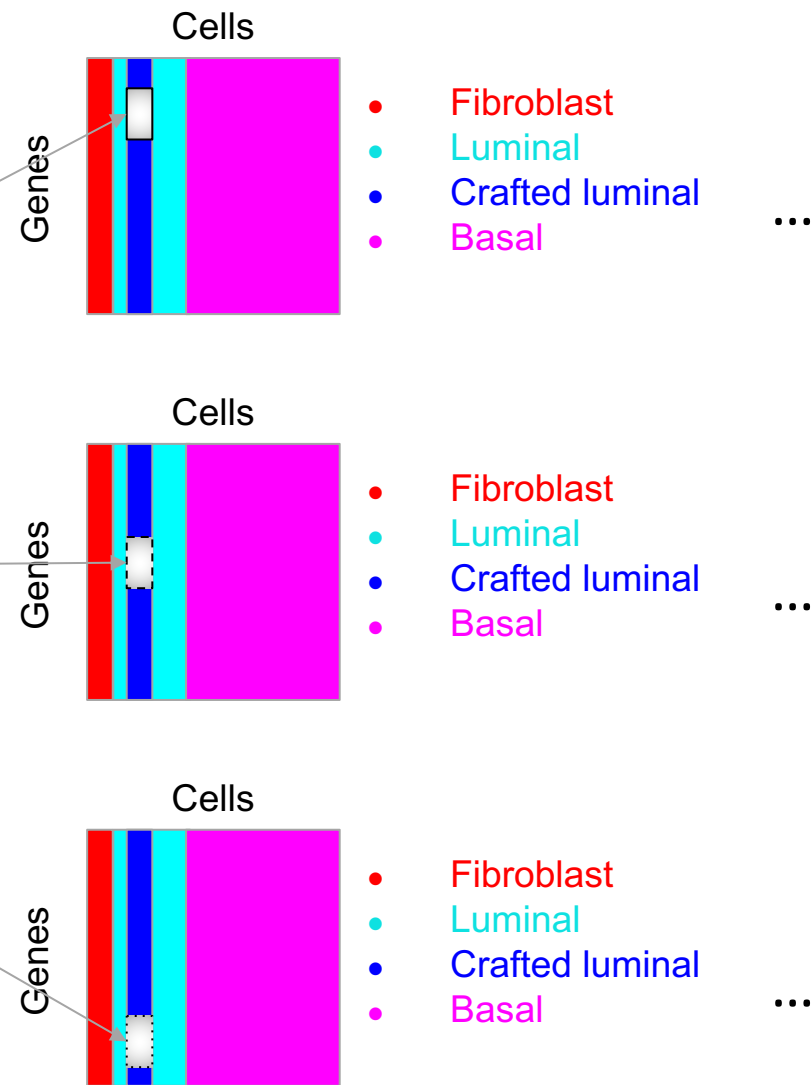 Cells
Genes
• Fibroblast
• Luminal
• Crafted luminal
• Basal
...
Cells
Genes
• Fibroblast
• Luminal
• Crafted luminal
• Basal
...
Cells
Genes
• Fibroblast
• Luminal
• Crafted luminal
• Basal
...